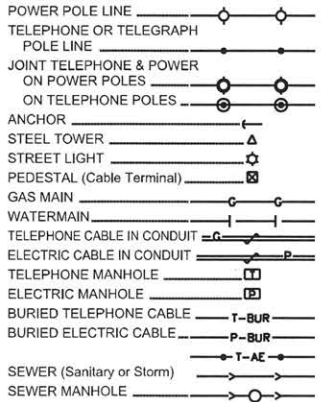 POWER POLE LINE
TELEPHONE OR TELEGRAPH
POLE LINE
JOINT TELEPHONE & POWER
ON POWER POLES
ON TELEPHONE POLES
ANCHOR
STEEL TOWER
STREET LIGHT
PEDESTAL (Cable Terminal)
GAS MAIN G G
WATERMAIN
TELEPHONE CABLE IN CONDUIT G
ELECTRIC CABLE IN CONDUIT P
TELEPHONE MANHOLE T
ELECTRIC MANHOLE P
BURIED TELEPHONE CABLE T-BUR
BURIED ELECTRIC CABLE P-BUR
T-AE
SEWER (Sanitary or Storm)
SEWER MANHOLE